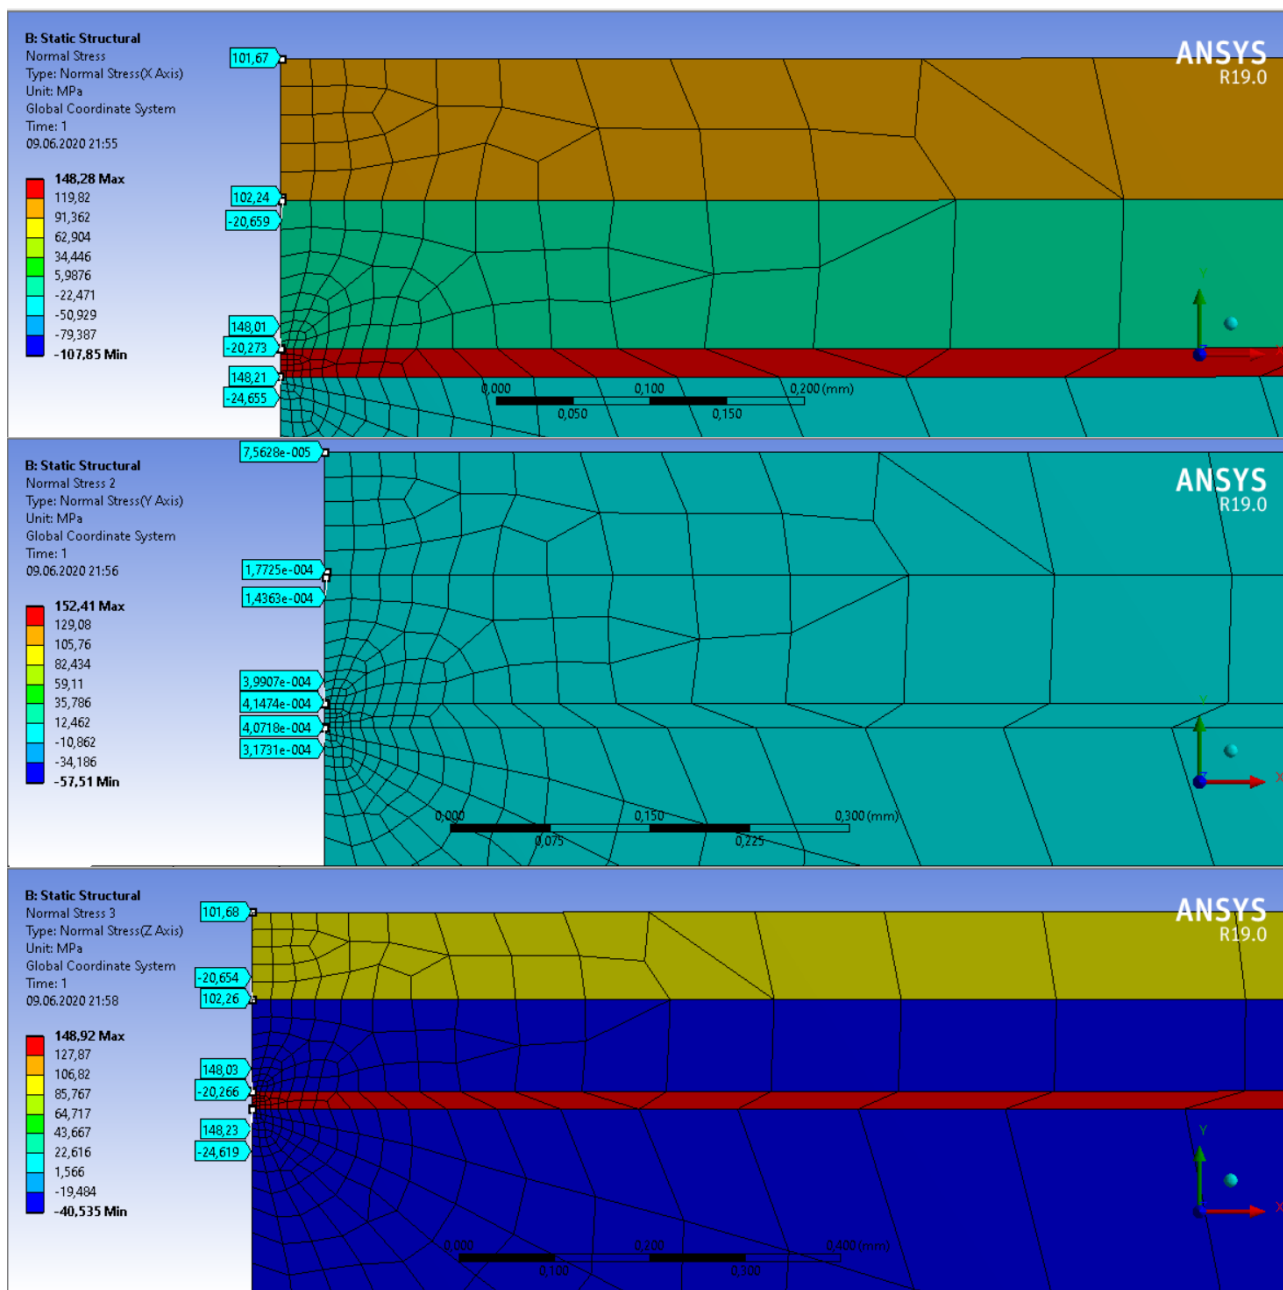 B: Static Structural
Normal Stress
Type: Normal Stress(X Axis)
Unit: MPa
Global Coordinate System
Time: 1
09.06.2020 21:55
148,28 Max
119,82
91,362
62,904
34,446
5,9876
-22,471
-50,929
-79,387
-107,85 Min
101,67
102,24
-20,659
148,01
-20,273
148,21
-24,655
ANSYS
R19.0
0,000
0,100
0,200 (mm)
0,050
0,150
B: Static Structural
Normal Stress 2
Type: Normal Stress(Y Axis)
Unit: MPa
Global Coordinate System
Time: 1
09.06.2020 21:56
152,41 Max
129,08
105,76
82,434
59,11
35,786
12,462
-10,862
-34,186
-57,51 Min
7,5628e-005
1,7725e-004
1,4363e-004
3,9907e-004
4,1474e-004
4,0718e-004
3,1731e-004
ANSYS
R19.0
0,000
0,150
0,300 (mm)
0,075
0,225
X
B: Static Structural
Normal Stress 3
Type: Normal Stress(Z Axis)
Unit: MPa
Global Coordinate System
Time: 1
09.06.2020 21:58
148,92 Max
127,87
106,82
85,767
64,717
43,667
22,616
1,566
-19,484
-40,535 Min
101,68
-20,654
102,26
148,03
-20,266
148,23
-24,619
ANSYS
R19.0
0,000
0,200
0,400 (mm)
0,100
0,300
Y
X